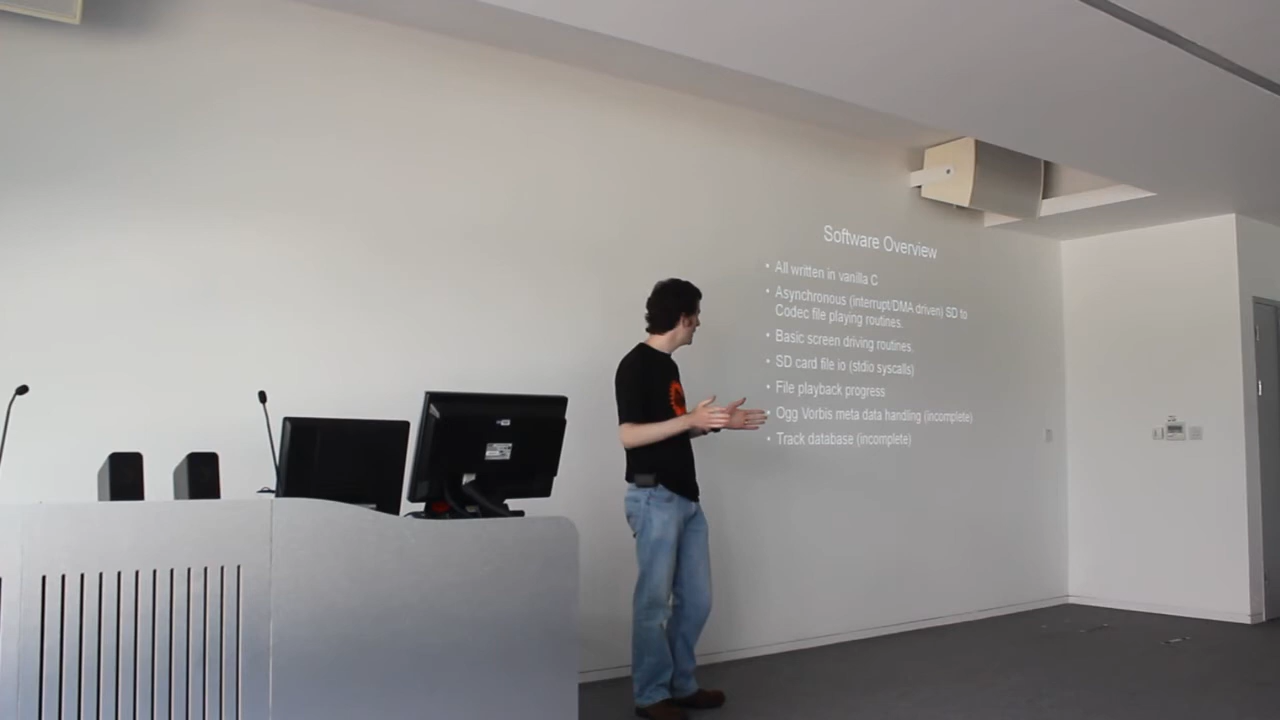 Software Overview
• All written in vanilla C
• Asynchronous (interrupt/DMA driven) SD to
Codec file playing routines.
• Basic screen driving routines.
• SD card file io (stdio syscalls)
• File playback progress
• Ogg Vorbis meta data handling (incomplete)
• Track database (incomplete)